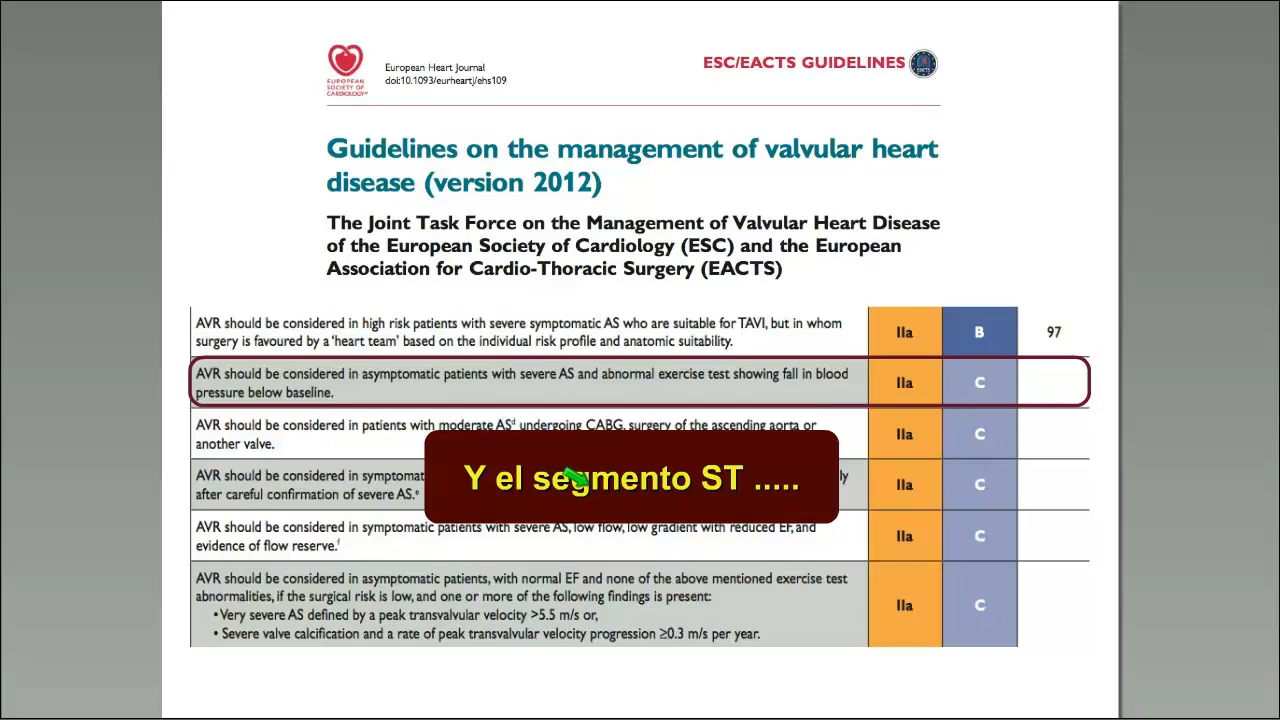 EUROPEAN
SOCIETY OF
CARDIOLOGY®
European Heart Journal
doi:10.1093/eurheartj/ehs109
ESC/EACTS GUIDELINES
EACTS
Guidelines on the management of valvular heart
disease (version 2012)
The Joint Task Force on the Management of Valvular Heart Disease
of the European Society of Cardiology (ESC) and the European
Association for Cardio-Thoracic Surgery (EACTS)
AVR should be considered in high risk patients with severe symptomatic AS who are suitable for TAVI, but in whom
surgery is favoured by a ‘heart team’ based on the individual risk profile and anatomic suitability.
IIa B 97
AVR should be considered in asymptomatic patients with severe AS and abnormal exercise test showing fall in blood
pressure below baseline.
IIa C
AVR should be considered in patients with moderate ASᵈ undergoing CABG, surgery of the ascending aorta or
another valve.
IIa C
AVR should be considered in
after careful confirmation of severe AS.ᵉ
IIa C
Y el segmento ST .....
AVR should be considered in symptomatic patients with severe AS, low flow, low gradient with reduced EF, and
evidence of flow reserve.ᶠ
IIa C
AVR should be considered in asymptomatic patients, with normal EF and none of the above mentioned exercise test
abnormalities, if the surgical risk is low, and one or more of the following findings is present:
• Very severe AS defined by a peak transvalvular velocity >5.5 m/s or,
• Severe valve calcification and a rate of peak transvalvular velocity progression ≥0.3 m/s per year.
IIa C